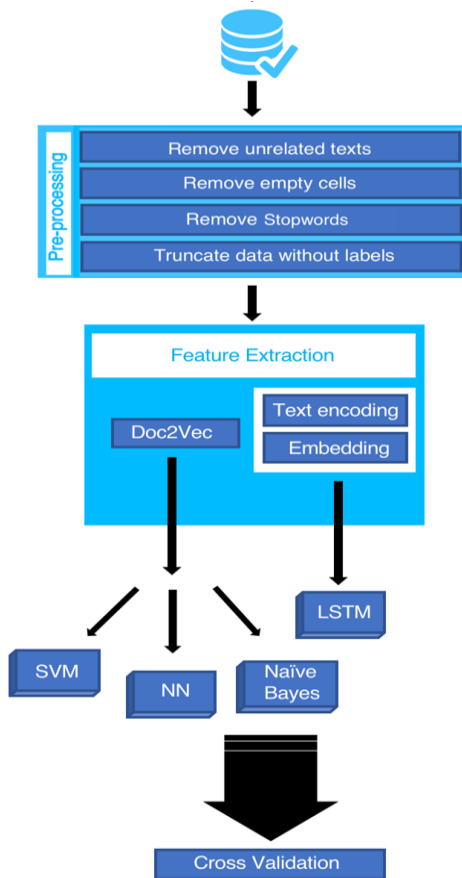 Pre-processing
Remove unrelated texts
Remove empty cells
Remove Stopwords
Truncate data without labels
Feature Extraction
Doc2Vec
Text encoding
Embedding
LSTM
SVM
NN
Naïve
Bayes
Cross Validation